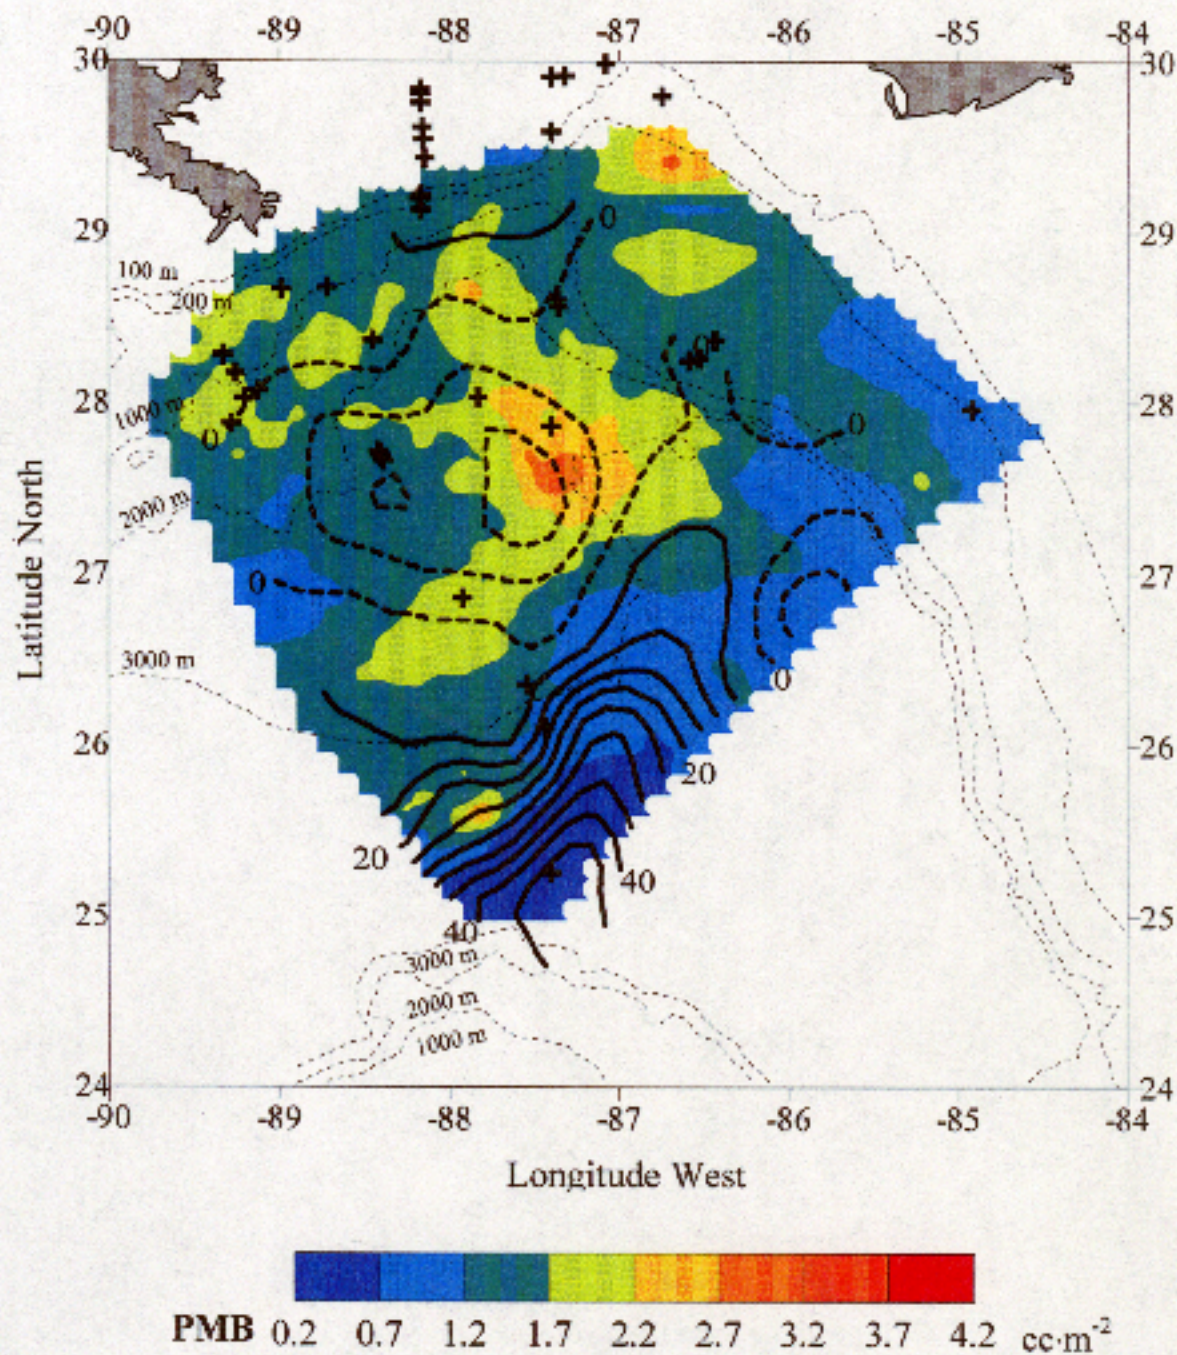 -90 -89 -88 -87 -86 -85 -84
30 30
0
29 29
100 m
200 m
0
28 28
1000 m
0
0
2000 m
27 27
0
3000 m
0
26 26
20
20
40
25 25
40
3000 m
2000 m
1000 m
24 24
-90 -89 -88 -87 -86 -85 -84
Latitude North
Longitude West
PMB 0.2 0.7 1.2 1.7 2.2 2.7 3.2 3.7 4.2 cc·m-2